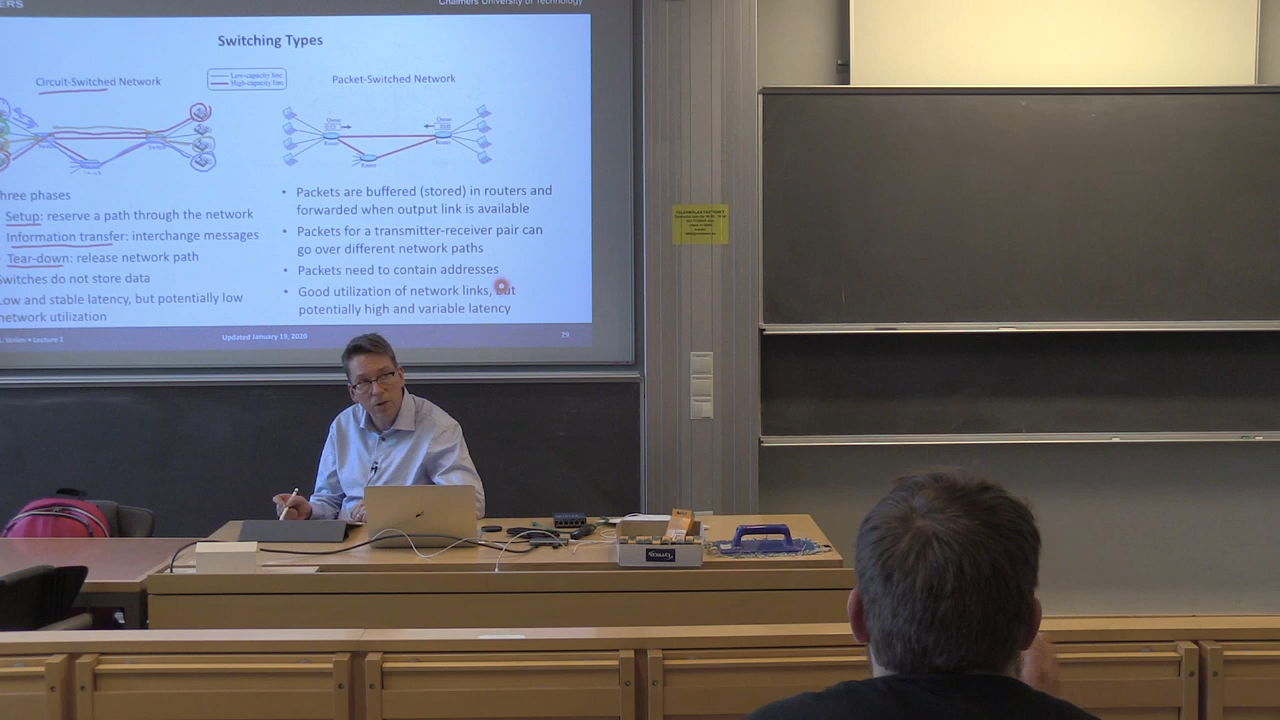 ERS
Chalmers University of Technology
Switching Types
Circuit-Switched Network
Low-capacity line
High-capacity line
Packet-Switched Network
Queue
Queue
Router
Router
Router
hree phases
Setup: reserve a path through the network
Information transfer: interchange messages
Tear-down: release network path
Switches do not store data
Low and stable latency, but potentially low
network utilization
• Packets are buffered (stored) in routers and
forwarded when output link is available
• Packets for a transmitter-receiver pair can
go over different network paths
• Packets need to contain addresses
• Good utilization of network links, but
potentially high and variable latency
Ström • Lecture 1
Updated January 19, 2020
29